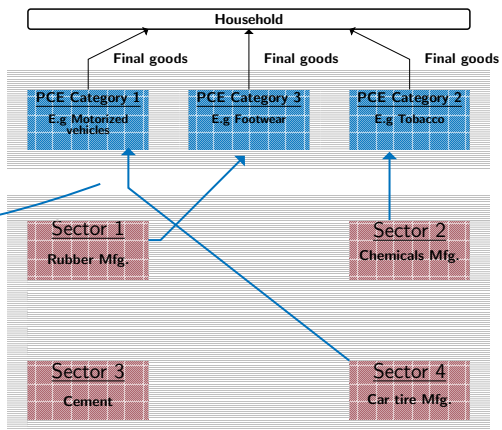 Household
Final goods Final goods Final goods
PCE Category 1 PCE Category 3 PCE Category 2
E.g Motorized
vehicles
E.g Footwear
E.g Tobacco
Sector 1 Sector 2
Rubber Mfg. Chemicals Mfg.
Sector 3 Sector 4
Cement Car tire Mfg.